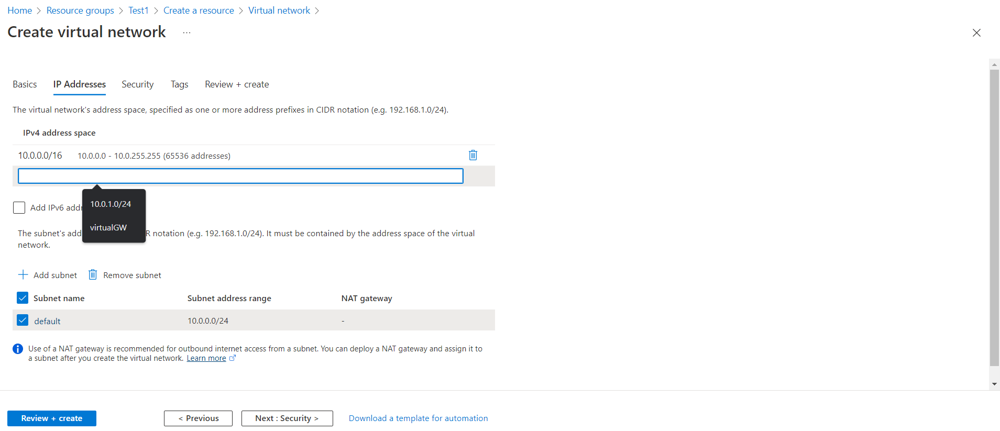 Home > Resource groups > Test1 > Create a resource > Virtual network >
Create virtual network ...
Basics IP Addresses Security Tags Review + create
The virtual network's address space, specified as one or more address prefixes in CIDR notation (e.g. 192.168.1.0/24).
IPv4 address space
10.0.0.0/16 10.0.0.0 - 10.0.255.255 (65536 addresses)
10.0.1.0/24
Add IPv6 addr
virtualGW
The subnet's add R notation (e.g. 192.168.1.0/24). It must be contained by the address space of the virtual
network.
Add subnet Remove subnet
Subnet name Subnet address range NAT gateway
default 10.0.0.0/24 -
Use of a NAT gateway is recommended for outbound internet access from a subnet. You can deploy a NAT gateway and assign it to
a subnet after you create the virtual network. Learn more
Review + create < Previous Next : Security > Download a template for automation